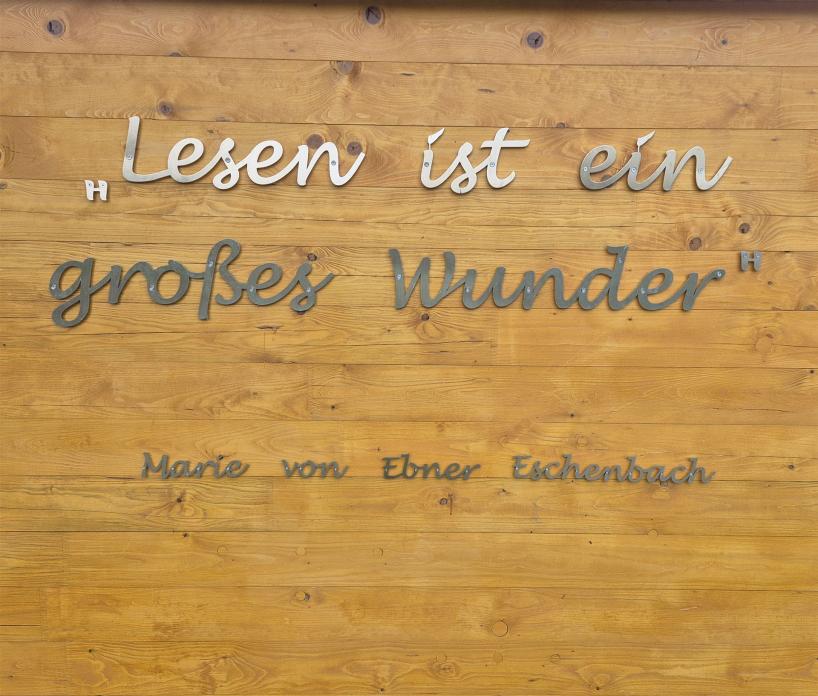 „Lesen ist ein
großes Wunder"
Marie von Ebner Eschenbach